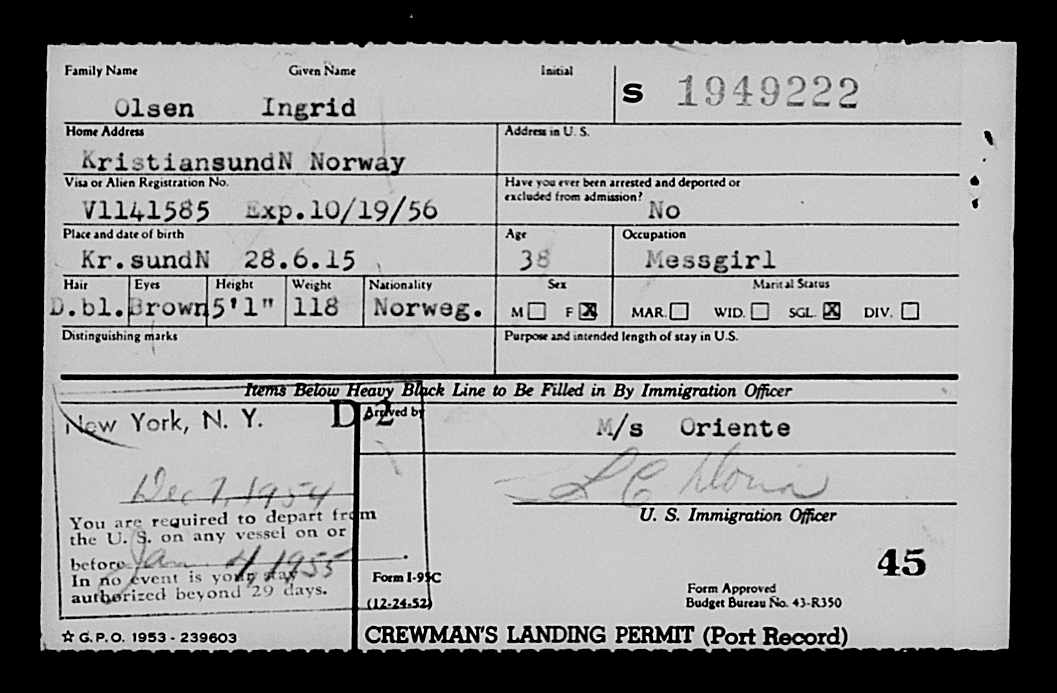 Family Name Given Name Initial
S 1949222
Olsen Ingrid
Home Address Address in U. S.
KristiansundN Norway
Visa or Alien Registration No. Have you ever been arrested and deported or excluded from admission?
V1141585 Exp.10/19/56 No
Place and date of birth Age Occupation
Kr.sundN 28.6.15 38 Messgirl
Hair Eyes Height Weight Nationality Sex Marital Status
D.bl. Brown 5'1" 118 Norweg. M ☐ F ☒ MAR. ☐ WID. ☐ SGL. ☒ DIV. ☐
Distinguishing marks Purpose and intended length of stay in U.S.
Items Below Heavy Black Line to Be Filled in By Immigration Officer
New York, N. Y. D-2 Arrived by
M/s Oriente
Dec 7, 1954
U. S. Immigration Officer
You are required to depart from
the U. S. on any vessel on or
before Jan 4, 1955
In no event is your stay
authorized beyond 29 days.
45
Form I-95C
(12-24-52)
Form Approved
Budget Bureau No. 43-R350
☆ G.P.O. 1953 - 239603
CREWMAN'S LANDING PERMIT (Port Record)